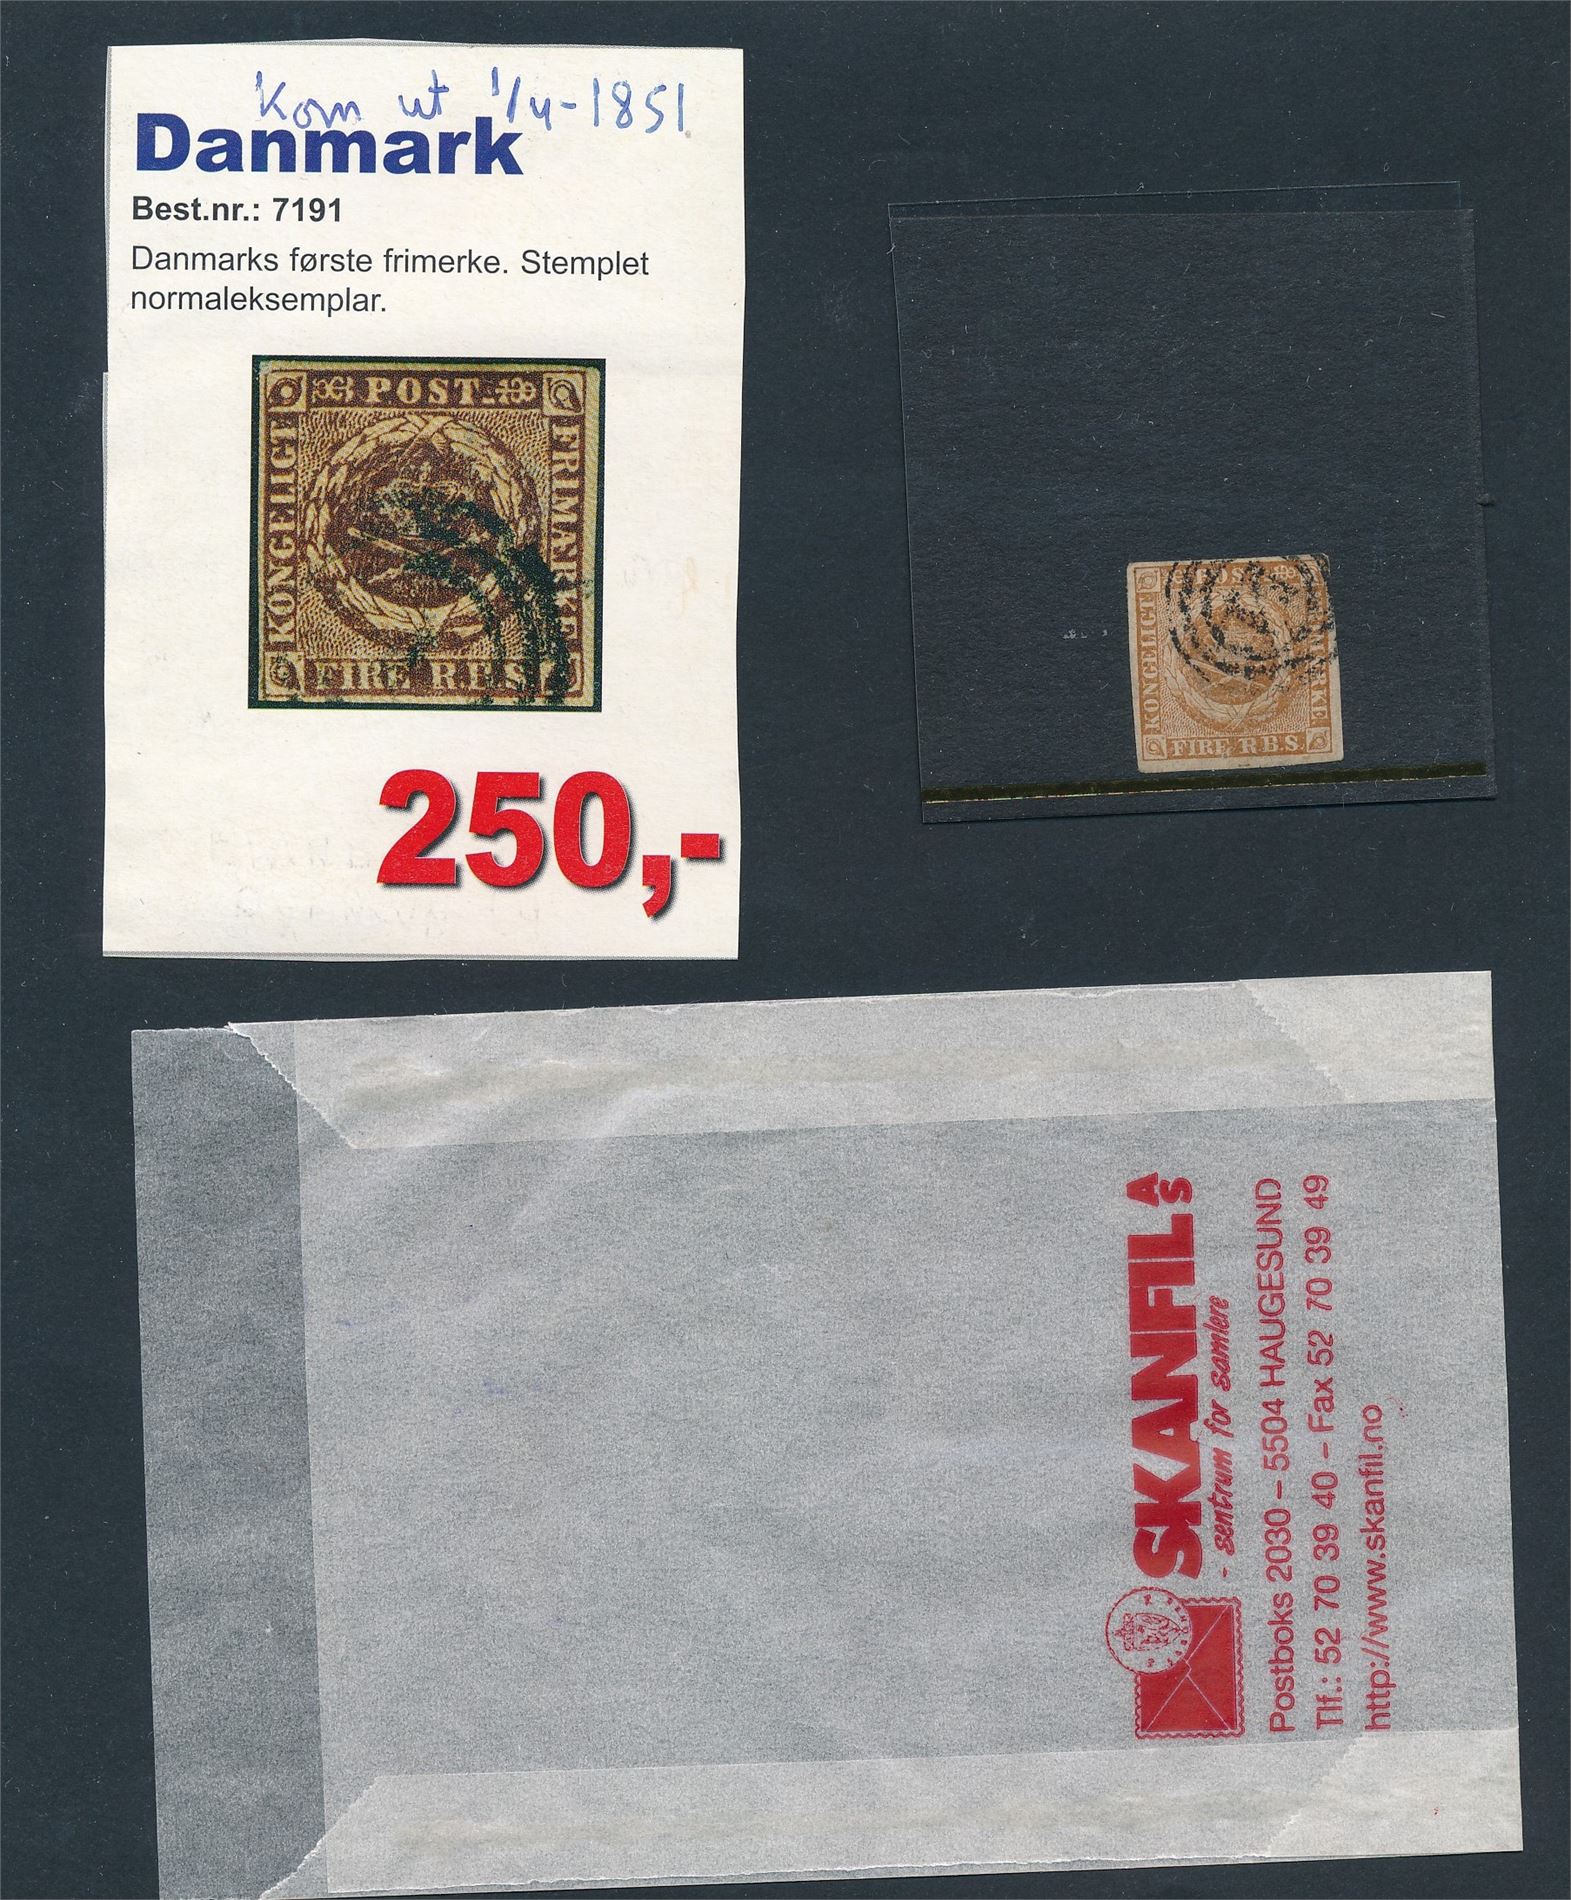 Kom ut 1/4-1851
Danmark
Best.nr.: 7191
Danmarks første frimerke. Stemplet
normaleksemplar.
POST
KONGELIGT
FRIMÆRKE
FIRE R.B.S.
250,-
POST
KONGELIGT
FIRE R.B.S.
SKANFIL AS
- sentrum for samlere
Postboks 2030 – 5504 HAUGESUND
Tlf.: 52 70 39 40 – Fax 52 70 39 49
http://www.skanfil.no